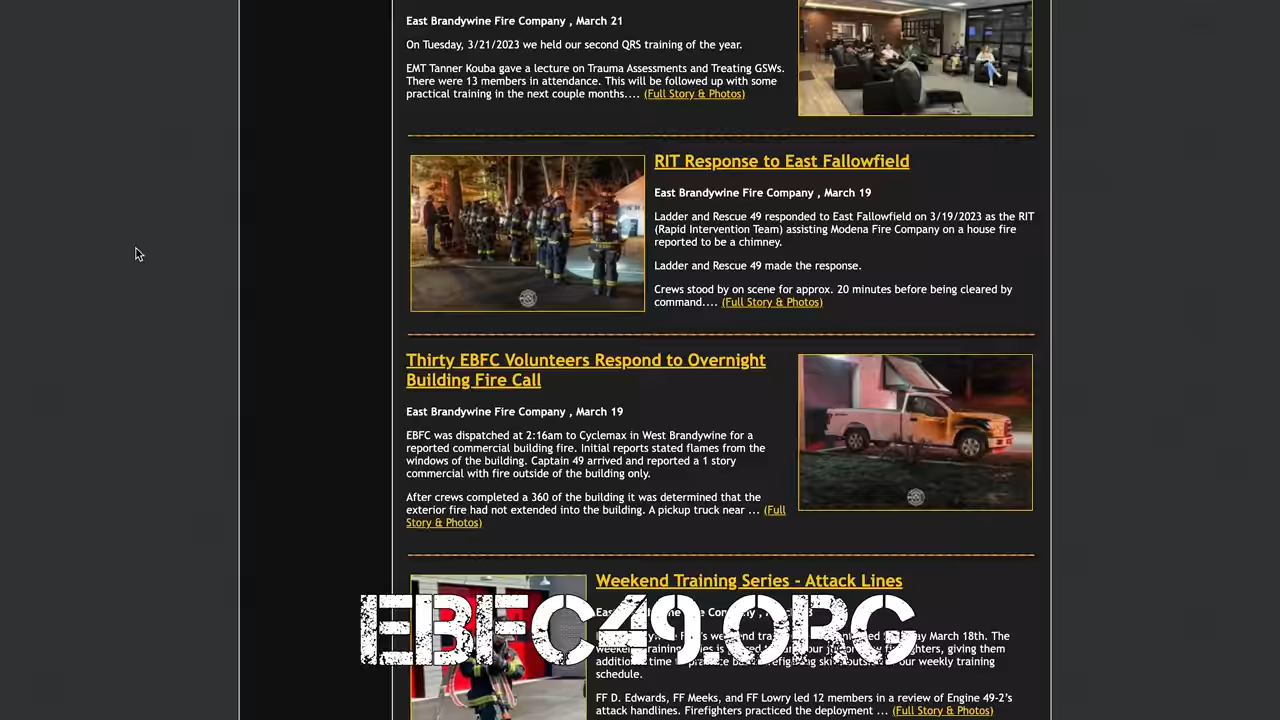 East Brandywine Fire Company , March 21
On Tuesday, 3/21/2023 we held our second QRS training of the year.
EMT Tanner Kouba gave a lecture on Trauma Assessments and Treating GSWs.
There were 13 members in attendance. This will be followed up with some
practical training in the next couple months.... (Full Story & Photos)
RIT Response to East Fallowfield
East Brandywine Fire Company , March 19
Ladder and Rescue 49 responded to East Fallowfield on 3/19/2023 as the RIT
(Rapid Intervention Team) assisting Modena Fire Company on a house fire
reported to be a chimney.
Ladder and Rescue 49 made the response.
Crews stood by on scene for approx. 20 minutes before being cleared by
command.... (Full Story & Photos)
Thirty EBFC Volunteers Respond to Overnight
Building Fire Call
East Brandywine Fire Company , March 19
EBFC was dispatched at 2:16am to Cyclemax in West Brandywine for a
reported commercial building fire. Initial reports stated flames from the
windows of the building. Captain 49 arrived and reported a 1 story
commercial with fire outside of the building only.
After crews completed a 360 of the building it was determined that the
exterior fire had not extended into the building. A pickup truck near ... (Full
Story & Photos)
Weekend Training Series - Attack Lines
EBFC49.ORG
March 18th. The
giving them
time our weekly training
schedule.
FF D. Edwards, FF Meeks, and FF Lowry led 12 members in a review of Engine 49-2's
attack handlines. Firefighters practiced the deployment ... (Full Story & Photos)